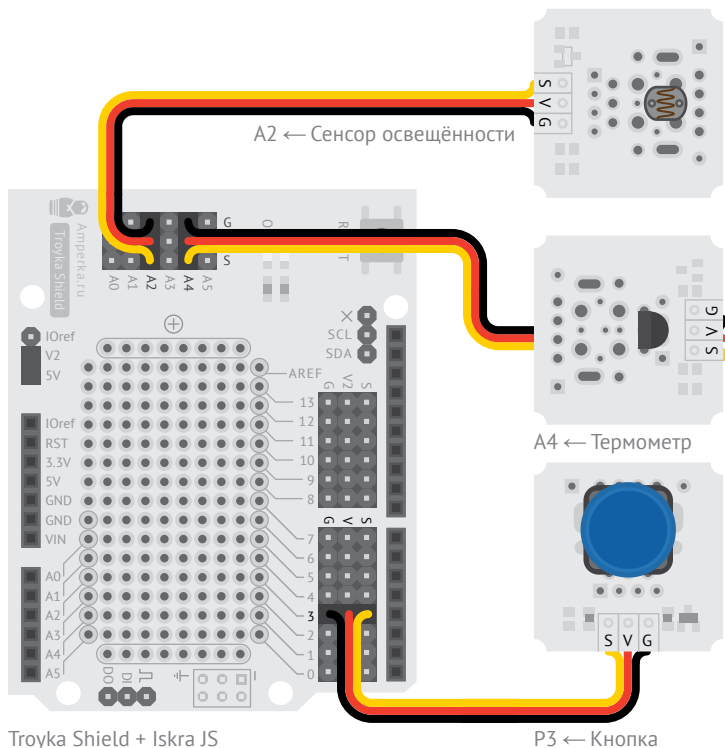 S
V
G
A2 ← Сенсор освещённости
Amperka.ru
Troyka Shield
G
S
A0
A1
A2
A3
A4
A5
G
V
S
A4 ← Термометр
IOref
V2
5V
SCL
SDA
AREF
G
V2
S
13
12
11
10
9
8
IOref
RST
3.3V
5V
GND
GND
VIN
G
V
S
7
6
5
4
3
2
1
0
A0
A1
A2
A3
A4
A5
DO
DI
S
V
G
Troyka Shield + Iskra JS
P3 ← Кнопка